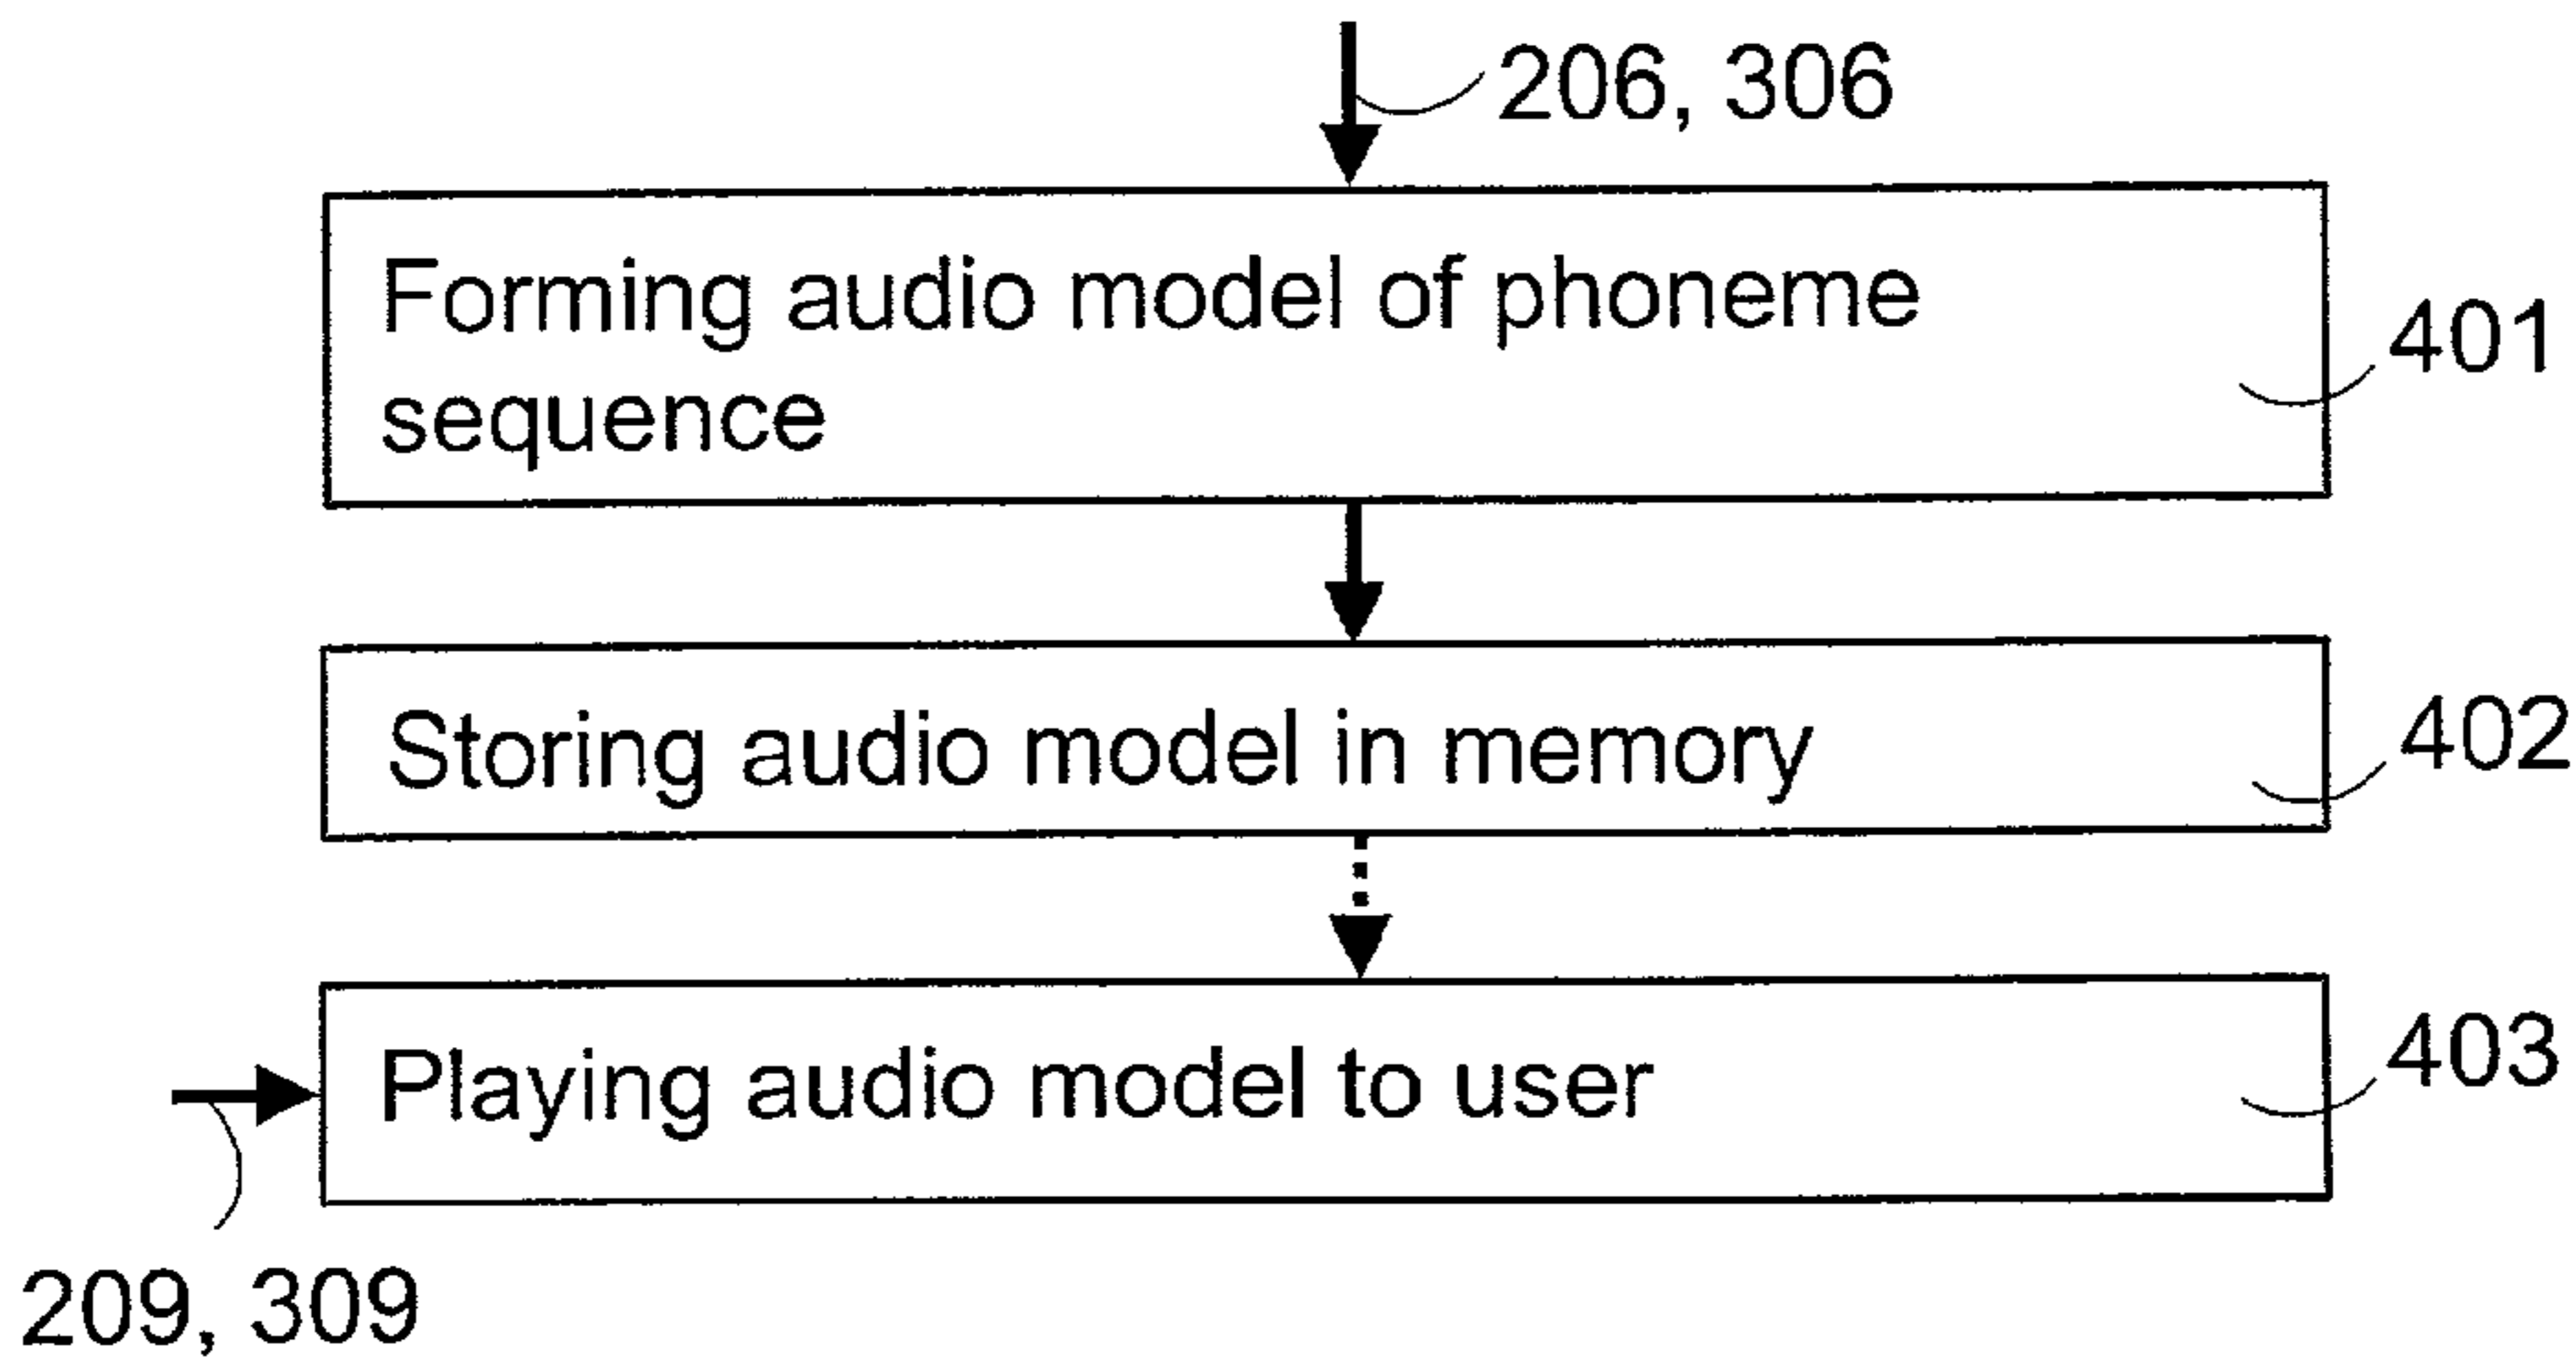 206, 306
Forming audio model of phoneme
sequence
401
Storing audio model in memory
402
Playing audio model to user
403
209, 309